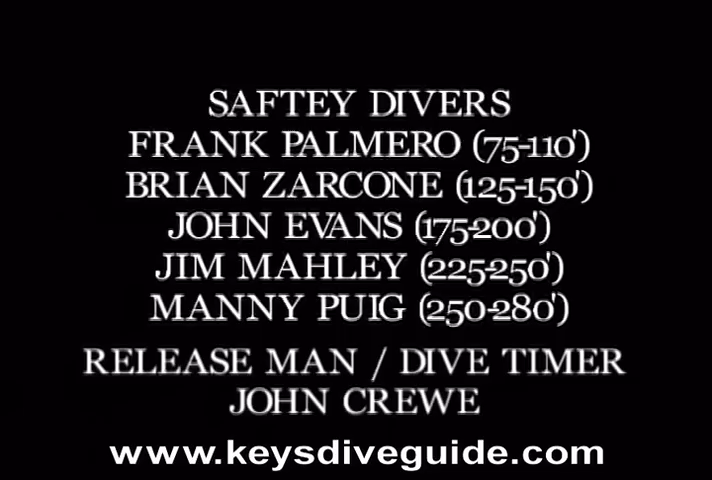 SAFTEY DIVERS
FRANK PALMERO (75-110')
BRIAN ZARCONE (125-150')
JOHN EVANS (175-200')
JIM MAHLEY (225-250')
MANNY PUIG (250-280')
RELEASE MAN / DIVE TIMER
JOHN CREWE
www.keysdiveguide.com